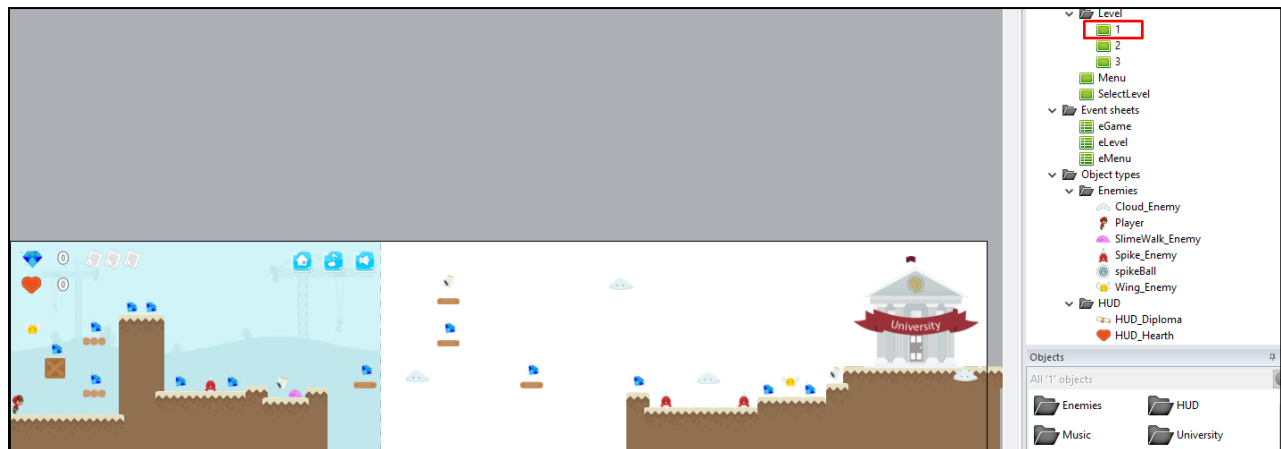 Level
1
2
3
Menu
SelectLevel
Event sheets
eGame
eLevel
eMenu
Object types
Enemies
Cloud_Enemy
Player
SlimeWalk_Enemy
Spike_Enemy
spikeBall
Wing_Enemy
HUD
HUD_Diploma
HUD_Hearth
Objects
All '1' objects
Enemies
HUD
Music
University
0
0
University